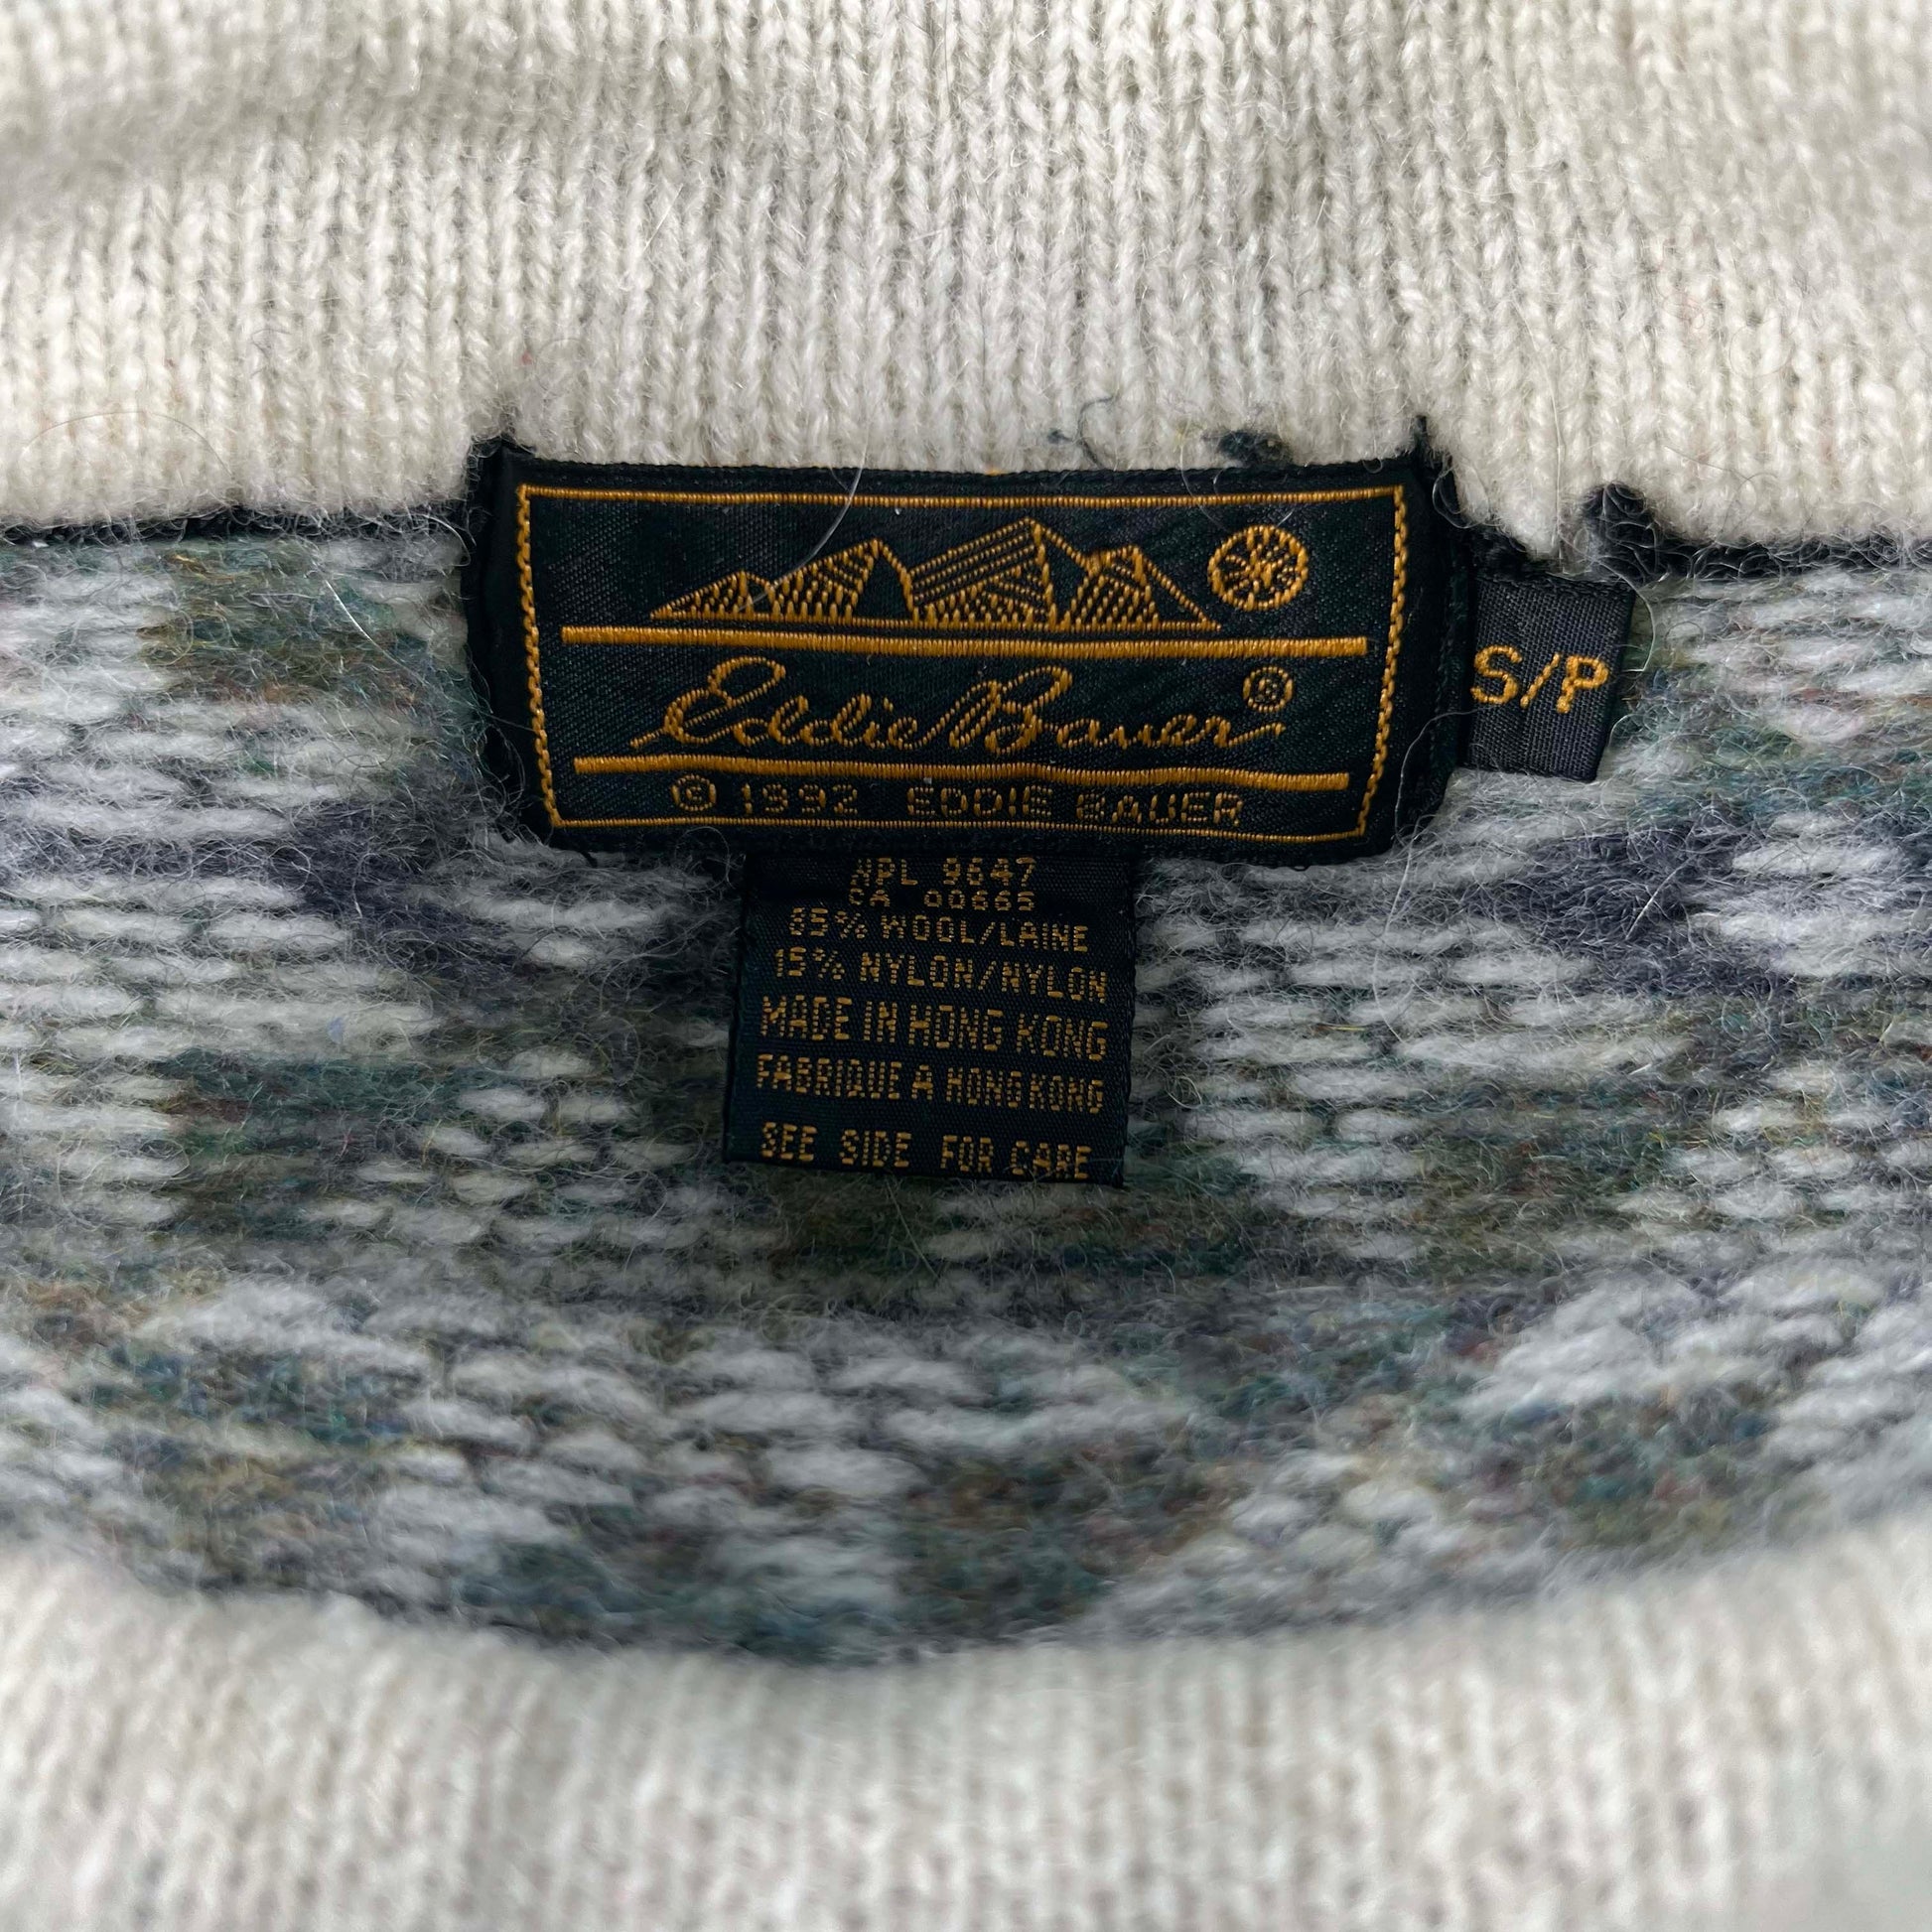 Eddie Bauer®
© 1992 EDDIE BAUER
S/P
WPL 9647
CA 00665
85% WOOL/LAINE
15% NYLON/NYLON
MADE IN HONG KONG
FABRIQUE A HONG KONG
SEE SIDE FOR CARE